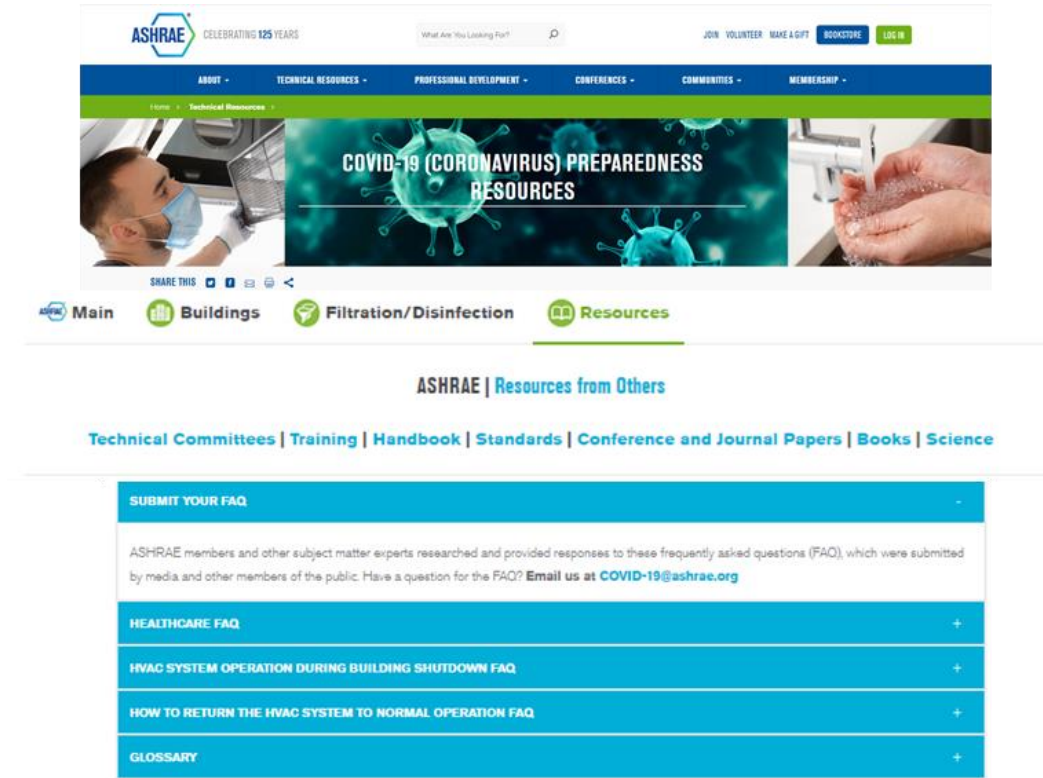 ASHRAE CELEBRATING 125 YEARS
What Are You Looking For?
JOIN VOLUNTEER MAKE A GIFT BOOKSTORE LOG IN
ABOUT TECHNICAL RESOURCES PROFESSIONAL DEVELOPMENT CONFERENCES COMMUNITIES MEMBERSHIP
Home > Technical Resources >
COVID-19 (CORONAVIRUS) PREPAREDNESS
RESOURCES
SHARE THIS
ASHRAE Main Buildings Filtration/Disinfection Resources
ASHRAE | Resources from Others
Technical Committees | Training | Handbook | Standards | Conference and Journal Papers | Books | Science
SUBMIT YOUR FAQ -
ASHRAE members and other subject matter experts researched and provided responses to these frequently asked questions (FAQ), which were submitted
by media and other members of the public. Have a question for the FAQ? Email us at COVID-19@ashrae.org
HEALTHCARE FAQ +
HVAC SYSTEM OPERATION DURING BUILDING SHUTDOWN FAQ +
HOW TO RETURN THE HVAC SYSTEM TO NORMAL OPERATION FAQ +
GLOSSARY +